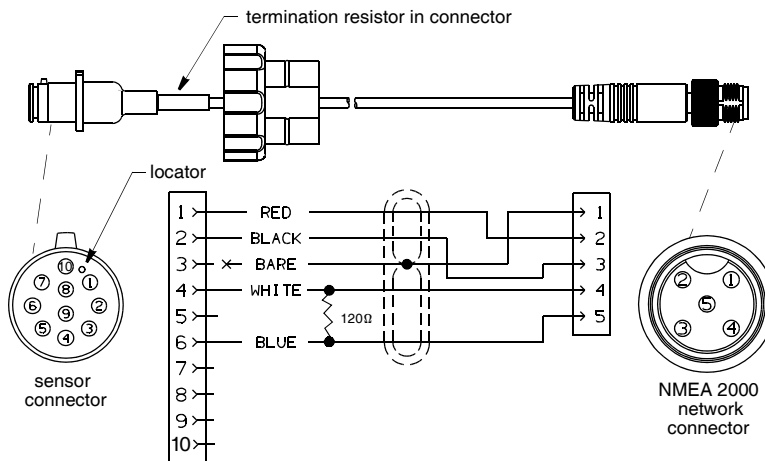 termination resistor in connector
locator
1 RED 1
2 BLACK 2
3 BARE 3
4 WHITE 4
5 120Ω 5
6 BLUE
7
8
9
10
10
7 1
8
6 2
9
5 3
4
sensor
connector
2 1
5
3 4
NMEA 2000
network
connector